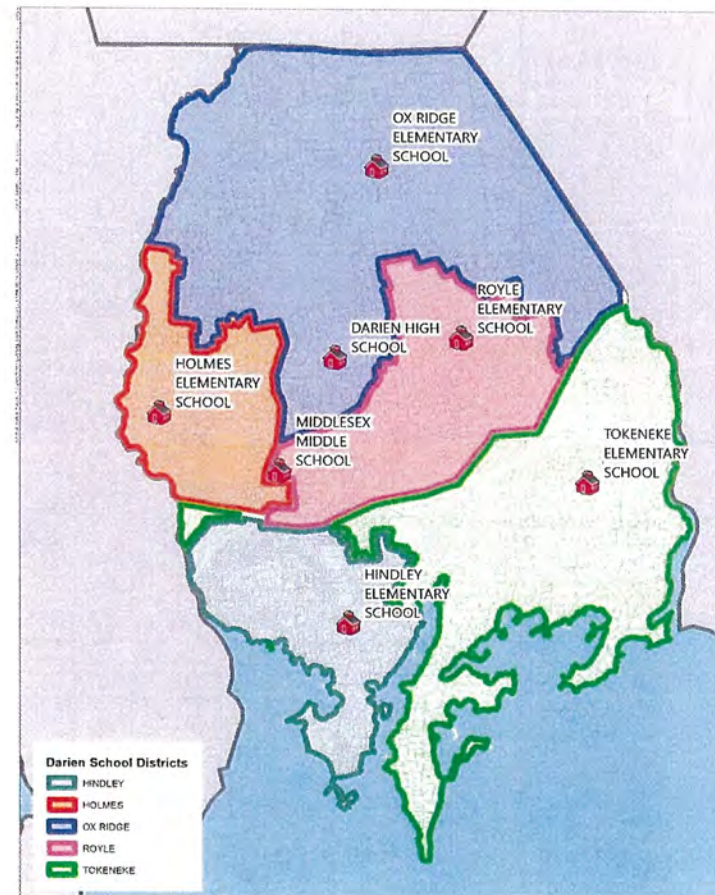 OX RIDGE
ELEMENTARY
SCHOOL
ROYLE
ELEMENTARY
SCHOOL
DARIEN HIGH
SCHOOL
HOLMES
ELEMENTARY
SCHOOL
MIDDLESEX
MIDDLE
SCHOOL
TOKENEKE
ELEMENTARY
SCHOOL
HINDLEY
ELEMENTARY
SCHOOL
Darien School Districts
HINDLEY
HOLMES
OX RIDGE
ROYLE
TOKENEKE